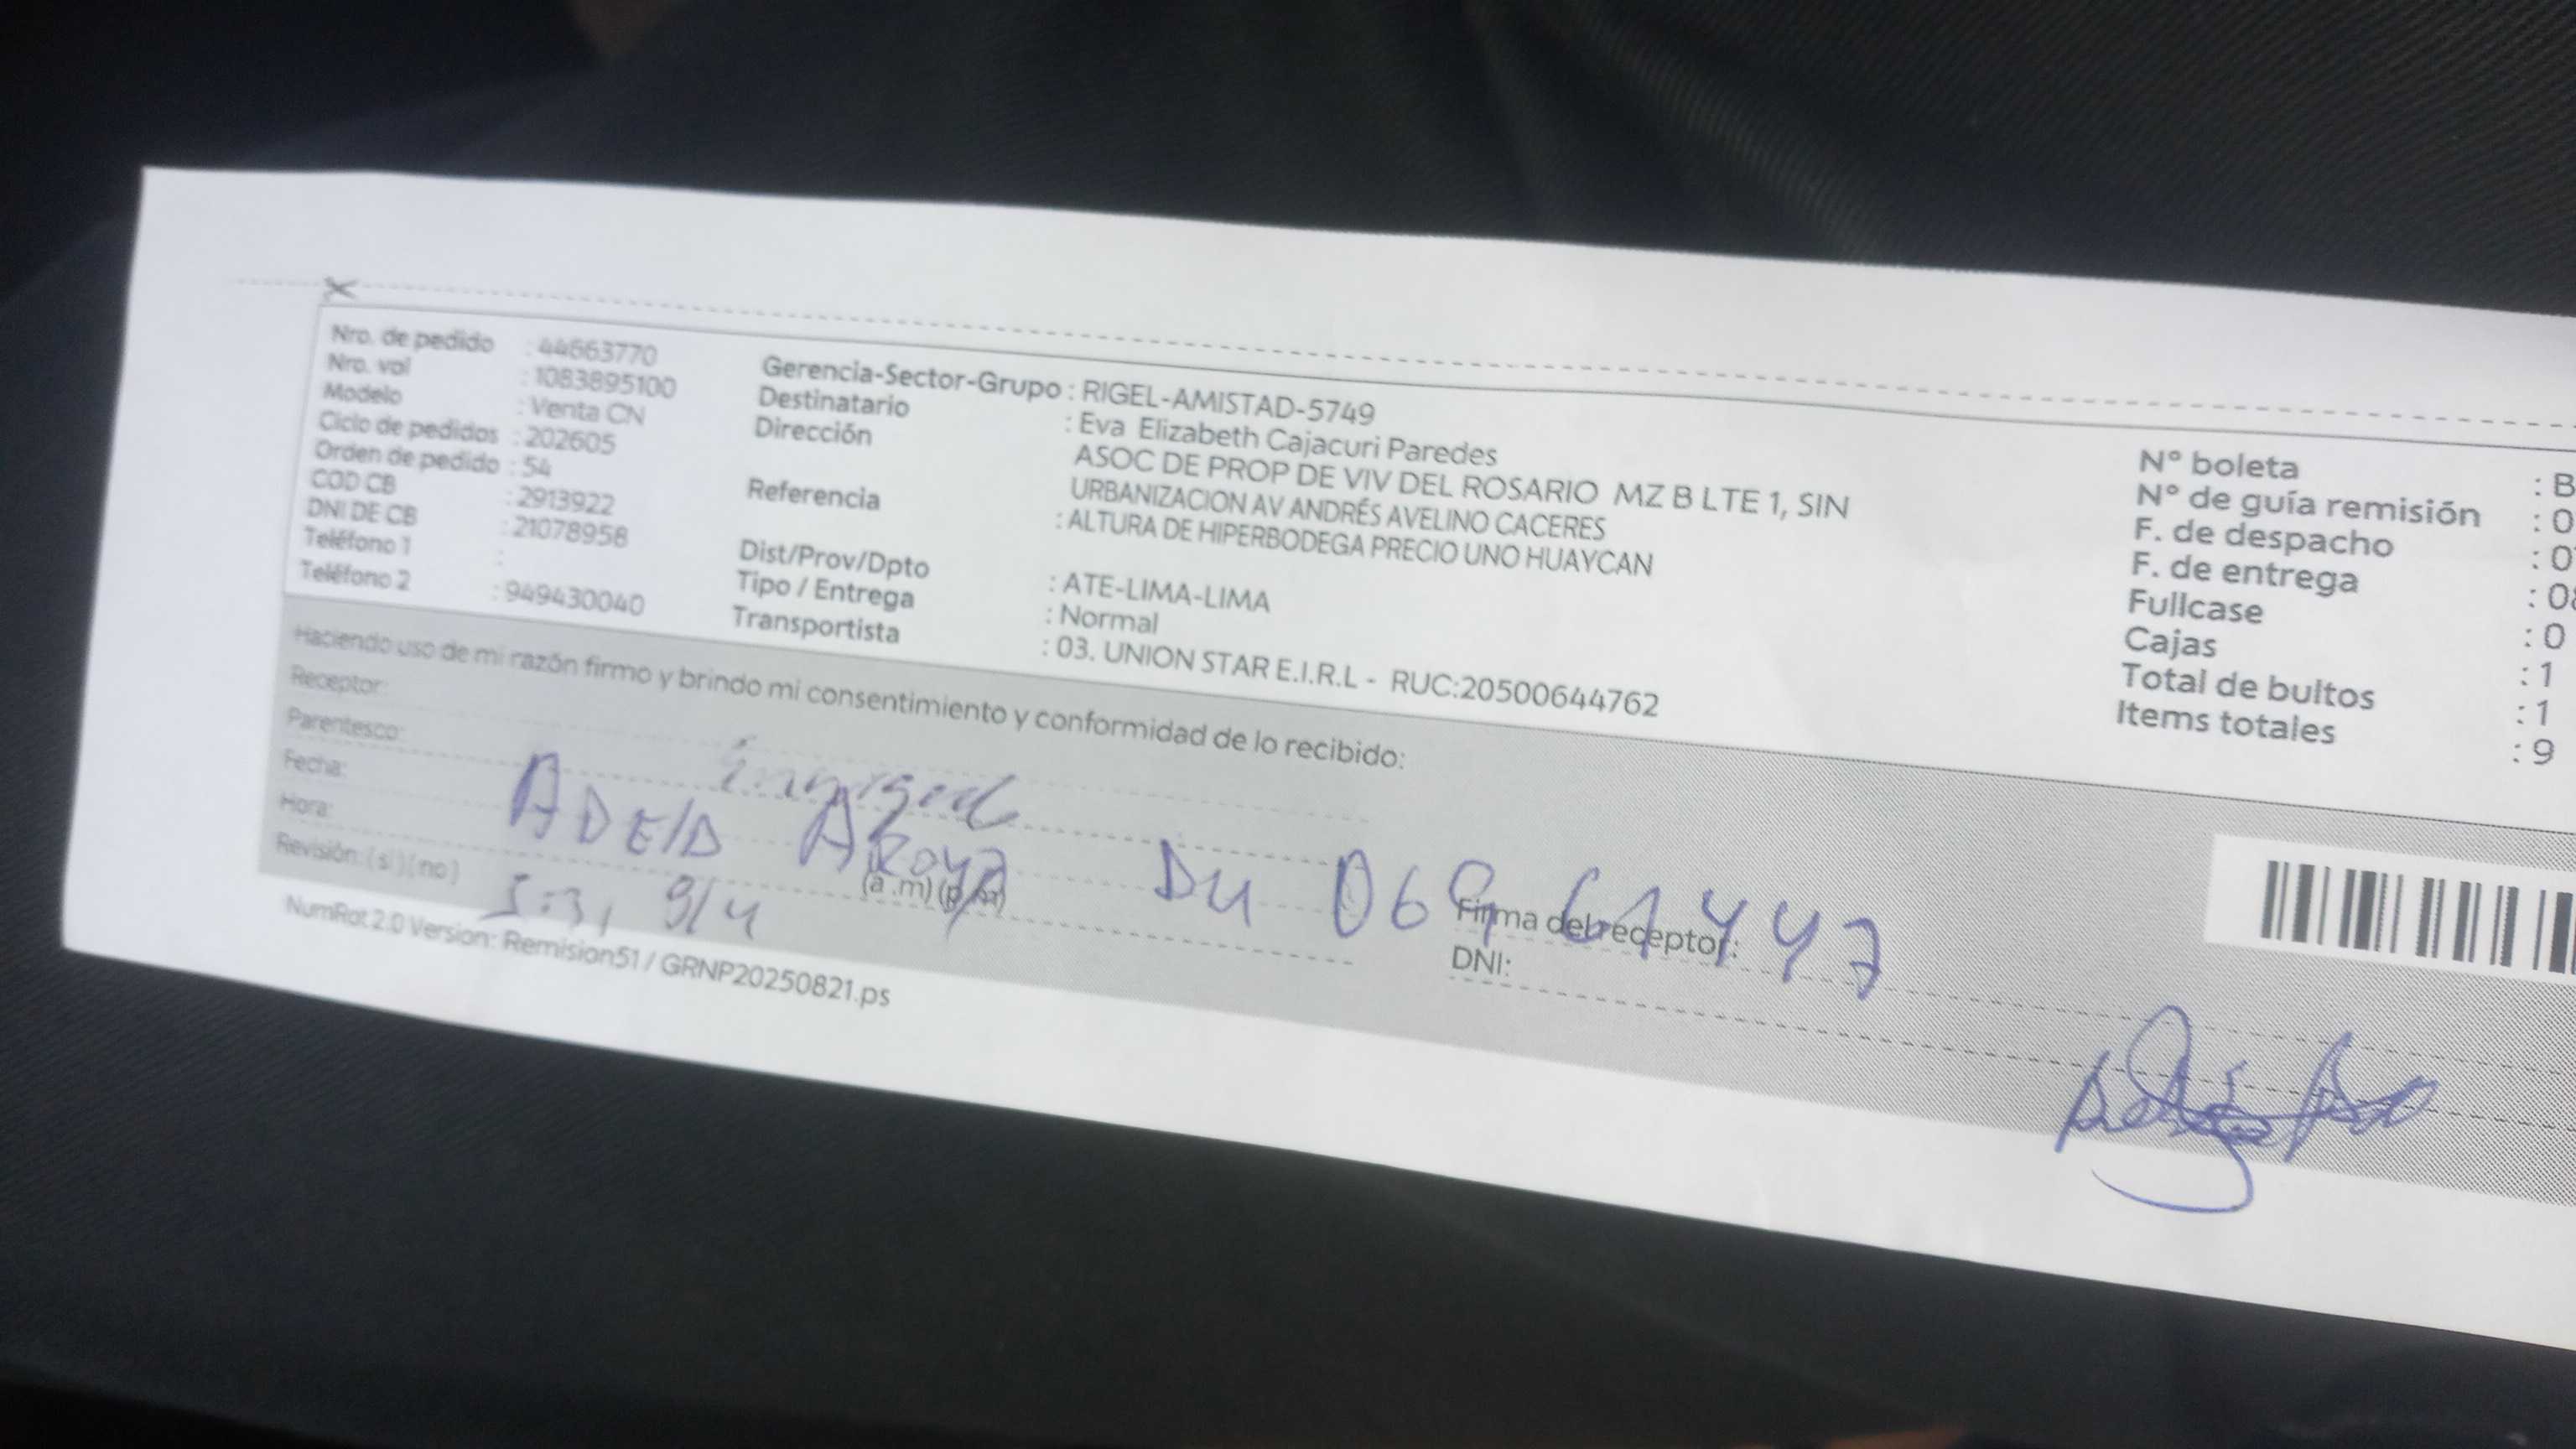 Nro. de pedido : 44663770
Nro. vol : 1083895100
Modelo : Venta CN
Ciclo de pedidos : 202605
Orden de pedido : 54
COD CB : 2913922
DNI DE CB : 21078958
Teléfono 1 :
Teléfono 2 : 949430040
Gerencia-Sector-Grupo : RIGEL-AMISTAD-5749
Destinatario : Eva Elizabeth Cajacuri Paredes
Dirección ASOC DE PROP DE VIV DEL ROSARIO MZ B LTE 1, SIN
URBANIZACION AV ANDRÉS AVELINO CACERES
Referencia : ALTURA DE HIPERBODEGA PRECIO UNO HUAYCAN
Dist/Prov/Dpto : ATE-LIMA-LIMA
Tipo / Entrega : Normal
Transportista : 03. UNION STAR E.I.R.L - RUC:20500644762
N° boleta : B
N° de guía remisión : 0
F. de despacho : 0
F. de entrega : 08
Fullcase : 0
Cajas : 1
Total de bultos : 1
Items totales : 9
Haciendo uso de mi razón firmo y brindo mi consentimiento y conformidad de lo recibido:
Receptor:
Parentesco:
Fecha:
Hora: (a .m) (p .m)
Revisión: ( si ) ( no )
9/4
Firma del receptor:
DNI:
NumRot 2.0 Version: Remision51 / GRNP20250821.ps